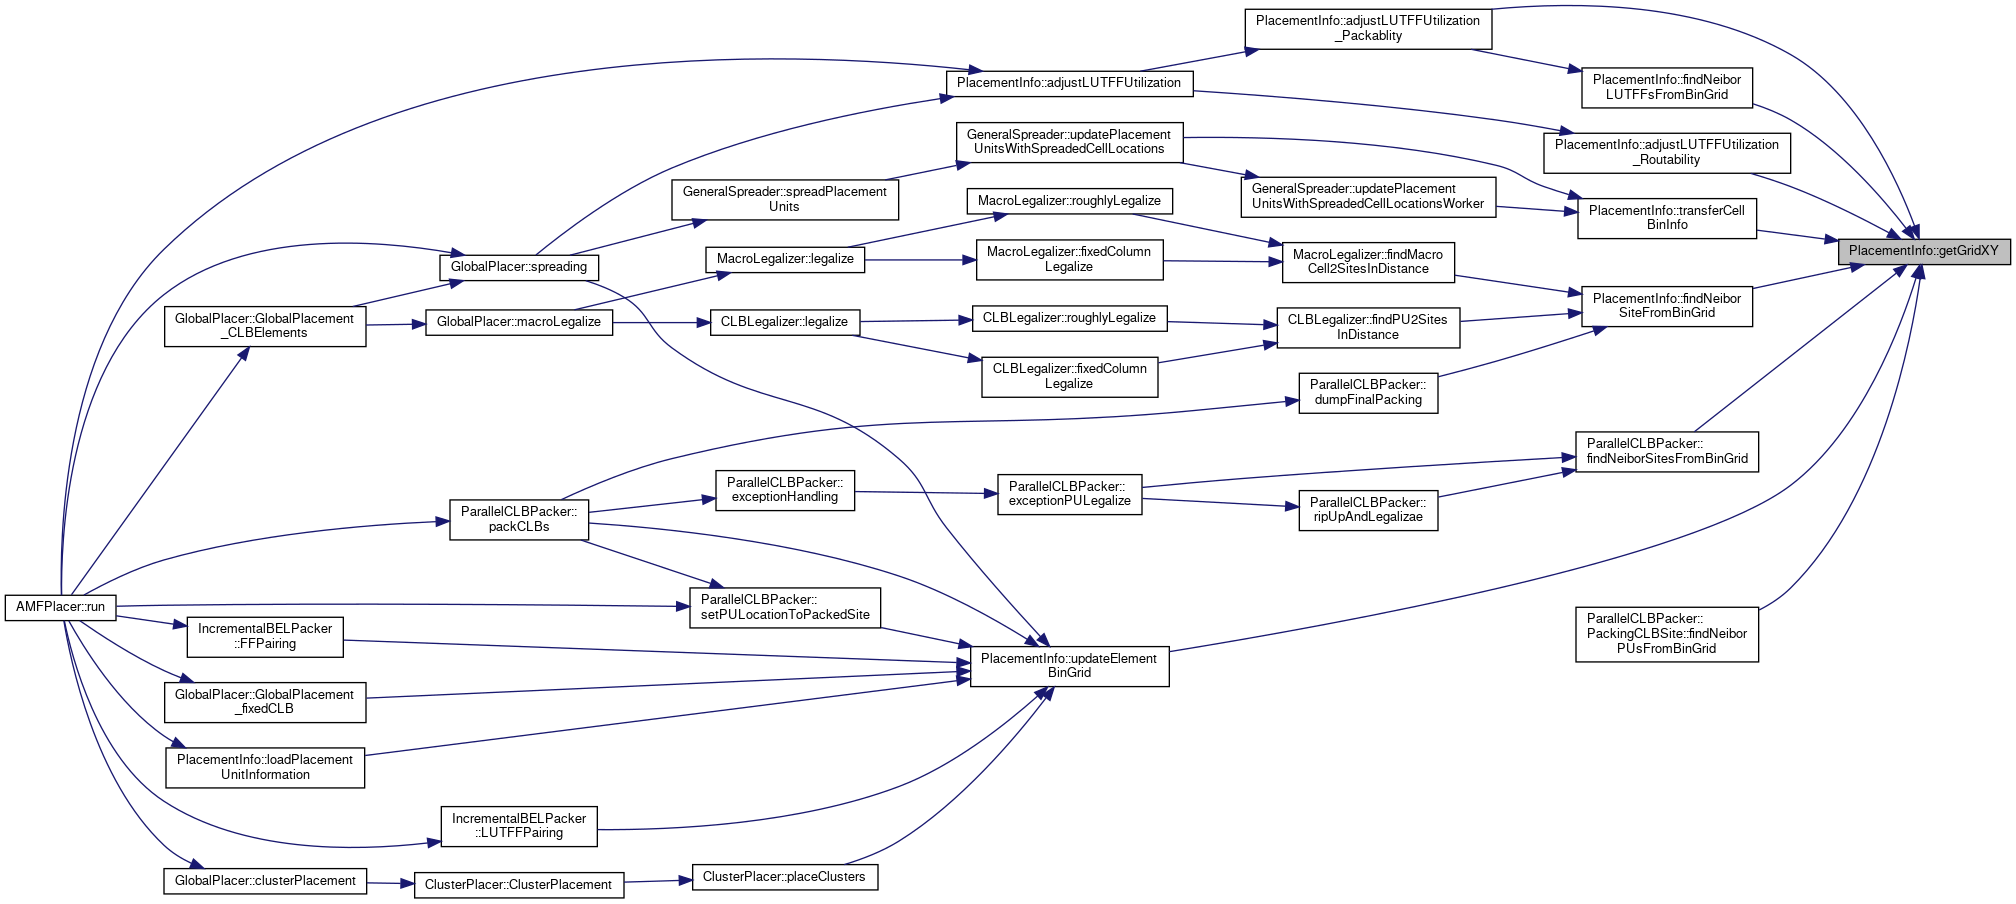 PlacementInfo::adjustLUTFFUtilization
_Packablity
PlacementInfo::adjustLUTFFUtilization
PlacementInfo::findNeibor
LUTFFsFromBinGrid
GeneralSpreader::updatePlacement
UnitsWithSpreadedCellLocations
PlacementInfo::adjustLUTFFUtilization
_Routability
GeneralSpreader::spreadPlacement
Units
MacroLegalizer::roughlyLegalize
GeneralSpreader::updatePlacement
UnitsWithSpreadedCellLocationsWorker
PlacementInfo::transferCell
BinInfo
PlacementInfo::getGridXY
GlobalPlacer::spreading
MacroLegalizer::legalize
MacroLegalizer::fixedColumn
Legalize
MacroLegalizer::findMacro
Cell2SitesInDistance
PlacementInfo::findNeibor
SiteFromBinGrid
GlobalPlacer::GlobalPlacement
_CLBElements
GlobalPlacer::macroLegalize
CLBLegalizer::legalize
CLBLegalizer::roughlyLegalize
CLBLegalizer::findPU2Sites
InDistance
CLBLegalizer::fixedColumn
Legalize
ParallelCLBPacker::
dumpFinalPacking
ParallelCLBPacker::
findNeiborSitesFromBinGrid
ParallelCLBPacker::
exceptionHandling
ParallelCLBPacker::
exceptionPULegalize
ParallelCLBPacker::
ripUpAndLegalizae
ParallelCLBPacker::
packCLBs
AMFPlacer::run
ParallelCLBPacker::
setPULocationToPackedSite
ParallelCLBPacker::
PackingCLBSite::findNeibor
PUsFromBinGrid
IncrementalBELPacker
::FFPairing
PlacementInfo::updateElement
BinGrid
GlobalPlacer::GlobalPlacement
_fixedCLB
PlacementInfo::loadPlacement
UnitInformation
IncrementalBELPacker
::LUTFFPairing
GlobalPlacer::clusterPlacement
ClusterPlacer::ClusterPlacement
ClusterPlacer::placeClusters